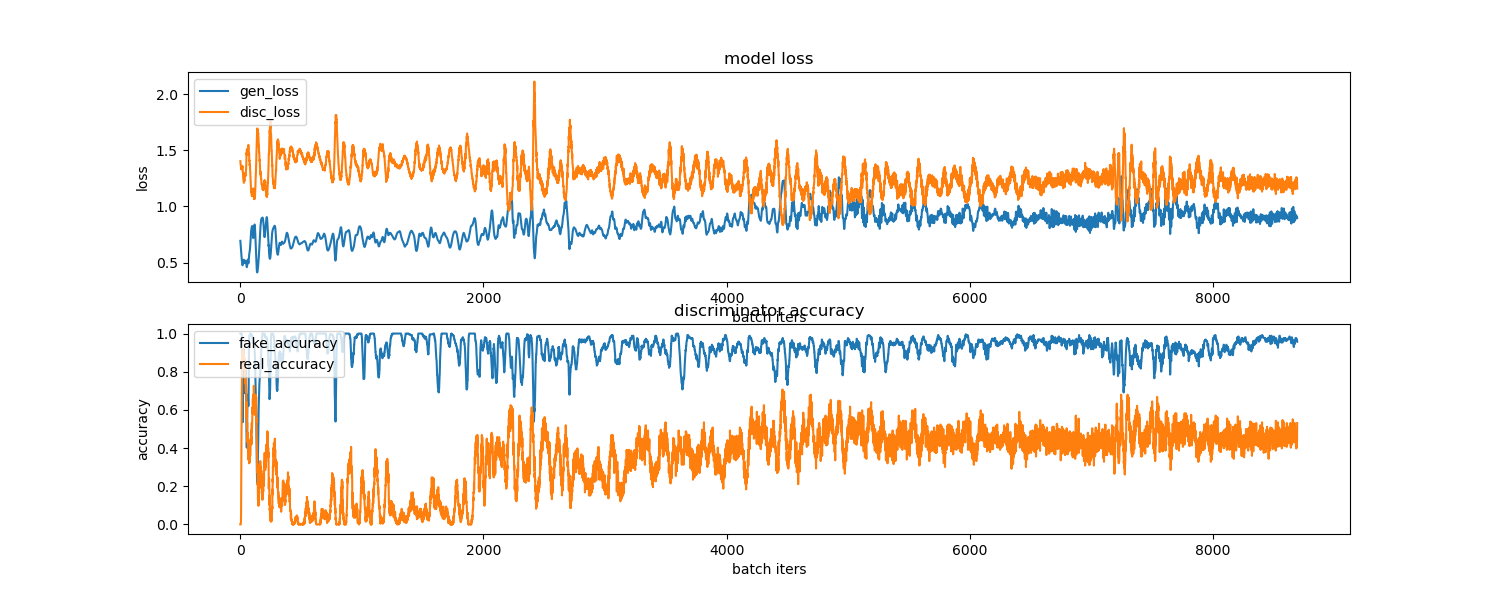 model loss
gen_loss
disc_loss
loss
2.0
1.5
1.0
0.5
0 2000 4000 6000 8000
batch iters
discriminator accuracy
fake_accuracy
real_accuracy
accuracy
1.0
0.8
0.6
0.4
0.2
0.0
0 2000 4000 6000 8000
batch iters